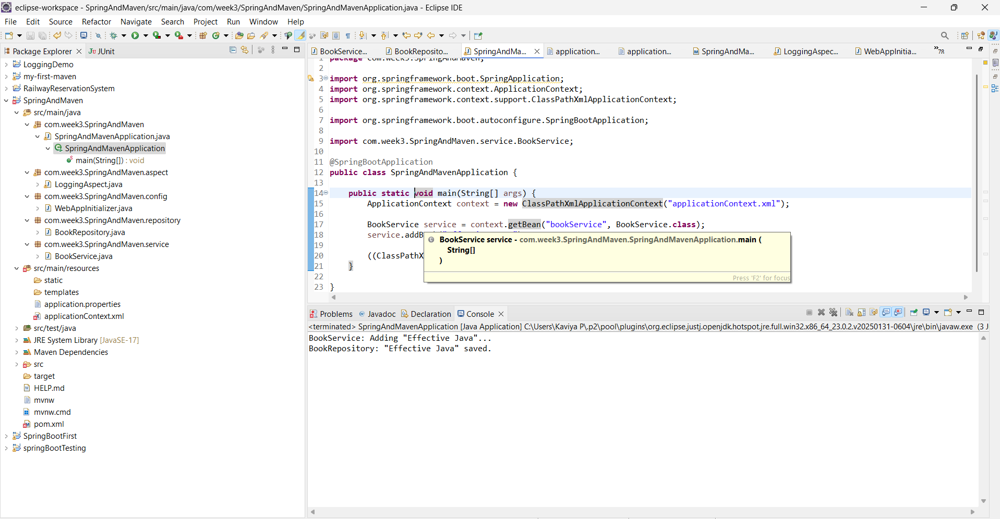 eclipse-workspace - SpringAndMaven/src/main/java/com/week3/SpringAndMaven/SpringAndMavenApplication.java - Eclipse IDE
File Edit Source Refactor Navigate Search Project Run Window Help
Package Explorer JUnit
LoggingDemo
my-first-maven
RailwayReservationSystem
SpringAndMaven
src/main/java
com.week3.SpringAndMaven
SpringAndMavenApplication.java
SpringAndMavenApplication
main(String[]) : void
com.week3.SpringAndMaven.aspect
LoggingAspect.java
com.week3.SpringAndMaven.config
WebAppInitializer.java
com.week3.SpringAndMaven.repository
BookRepository.java
com.week3.SpringAndMaven.service
BookService.java
src/main/resources
static
templates
application.properties
applicationContext.xml
src/test/java
JRE System Library [JavaSE-17]
Maven Dependencies
src
target
HELP.md
mvnw
mvnw.cmd
pom.xml
SpringBootFirst
springBootTesting
BookService... BookReposito... SpringAndMa... application... application... SpringAndMa... LoggingAspec... WebAppInitia... »78
1 package com.week3.SpringAndMaven;
2
3 import org.springframework.boot.SpringApplication;
4 import org.springframework.context.ApplicationContext;
5 import org.springframework.context.support.ClassPathXmlApplicationContext;
6
7 import org.springframework.boot.autoconfigure.SpringBootApplication;
8
9 import com.week3.SpringAndMaven.service.BookService;
10
11 @SpringBootApplication
12 public class SpringAndMavenApplication {
13
14 public static void main(String[] args) {
15 ApplicationContext context = new ClassPathXmlApplicationContext("applicationContext.xml");
16
17 BookService service = context.getBean("bookService", BookService.class);
18 service.addB
19
20 ((ClassPathX
21 }
22
23 }
BookService service - com.week3.SpringAndMaven.SpringAndMavenApplication.main (
String[]
)
Press 'F2' for focus
Problems Javadoc Declaration Console
<terminated> SpringAndMavenApplication [Java Application] C:\Users\Kaviya P\.p2\pool\plugins\org.eclipse.justj.openjdk.hotspot.jre.full.win32.x86_64_23.0.2.v20250131-0604\jre\bin\javaw.exe (3 J
BookService: Adding "Effective Java"...
BookRepository: "Effective Java" saved.